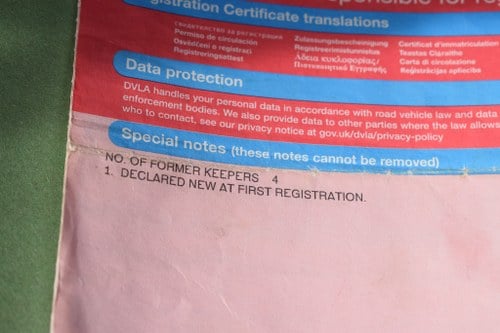 gistration Certificate translations
Permiso de circulación
Osvědčení o registraci
Registreringsattest
Zulassungsbescheinigung
Registreerimistunnistus
Άδεια κυκλοφορίας/
Πιστοποιητικό Εγγραφής
Certificat d'immatriculation
Teastas Cláraithe
Carta di circolazione
Reģistrācijas apliecība
Data protection
DVLA handles your personal data in accordance with road vehicle law and data
enforcement bodies. We also provide data to other parties where the law allows
who to contact, see our privacy notice at gov.uk/dvla/privacy-policy
Special notes (these notes cannot be removed)
NO. OF FORMER KEEPERS 4
1. DECLARED NEW AT FIRST REGISTRATION.